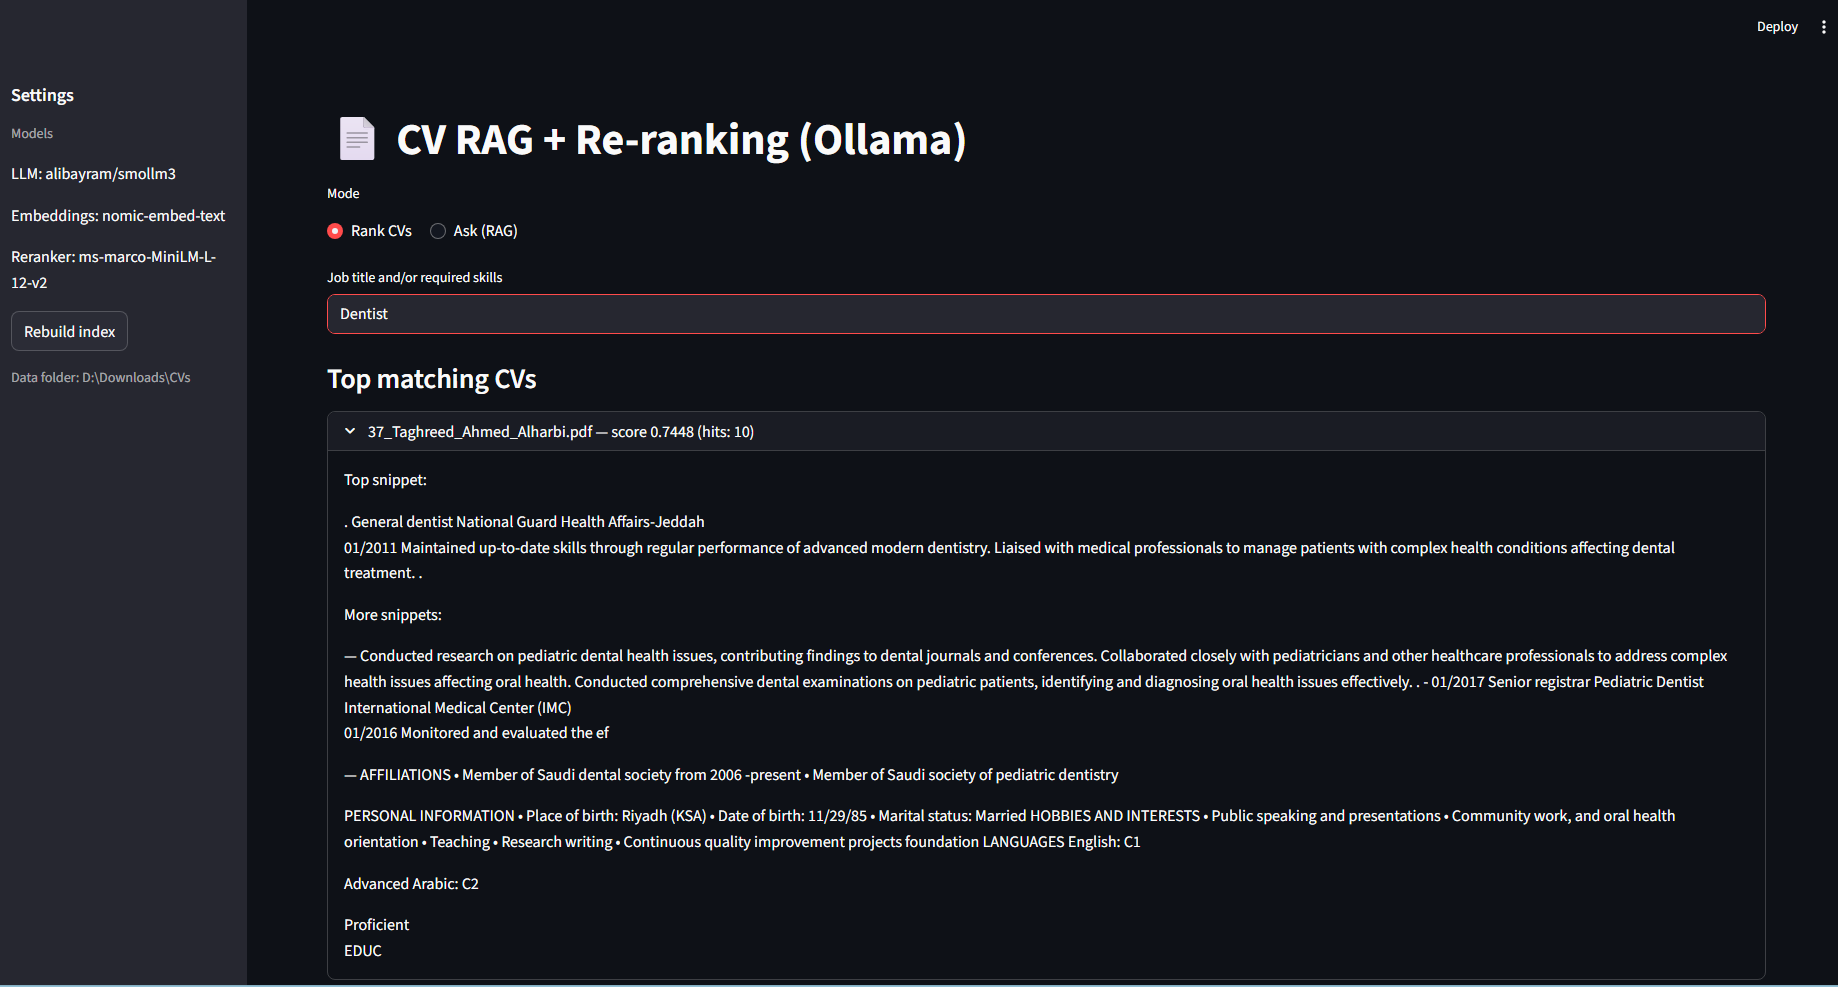 Deploy
Settings
Models
LLM: alibayram/smollm3
Embeddings: nomic-embed-text
Reranker: ms-marco-MiniLM-L-
12-v2
Rebuild index
Data folder: D:\Downloads\CVs
CV RAG + Re-ranking (Ollama)
Mode
Rank CVs
Ask (RAG)
Job title and/or required skills
Dentist
Top matching CVs
37_Taghreed_Ahmed_Alharbi.pdf — score 0.7448 (hits: 10)
Top snippet:
. General dentist National Guard Health Affairs-Jeddah
01/2011 Maintained up-to-date skills through regular performance of advanced modern dentistry. Liaised with medical professionals to manage patients with complex health conditions affecting dental
treatment. .
More snippets:
— Conducted research on pediatric dental health issues, contributing findings to dental journals and conferences. Collaborated closely with pediatricians and other healthcare professionals to address complex
health issues affecting oral health. Conducted comprehensive dental examinations on pediatric patients, identifying and diagnosing oral health issues effectively. . - 01/2017 Senior registrar Pediatric Dentist
International Medical Center (IMC)
01/2016 Monitored and evaluated the ef
— AFFILIATIONS • Member of Saudi dental society from 2006 -present • Member of Saudi society of pediatric dentistry
PERSONAL INFORMATION • Place of birth: Riyadh (KSA) • Date of birth: 11/29/85 • Marital status: Married HOBBIES AND INTERESTS • Public speaking and presentations • Community work, and oral health
orientation • Teaching • Research writing • Continuous quality improvement projects foundation LANGUAGES English: C1
Advanced Arabic: C2
Proficient
EDUC